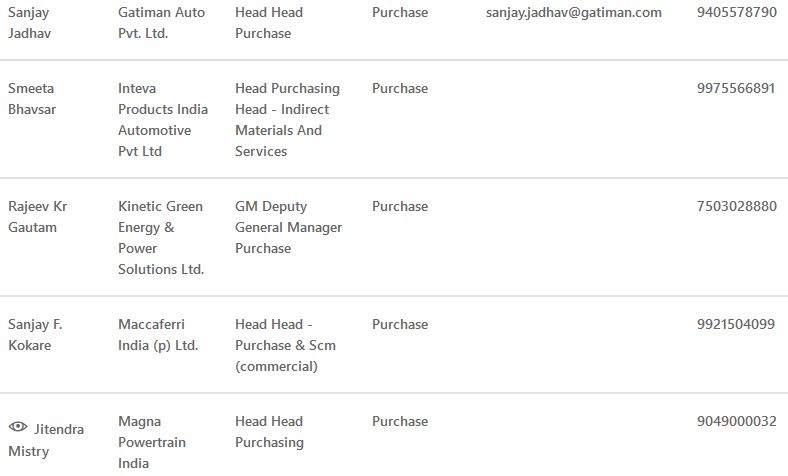 Sanjay Gatiman Auto Head Head Purchase sanjay.jadhav@gatiman.com 9405578790
Jadhav Pvt. Ltd. Purchase
Smeeta Inteva Head Purchasing Purchase 9975566891
Bhavsar Products India Head - Indirect
Automotive Materials And
Pvt Ltd Services
Rajeev Kr Kinetic Green GM Deputy Purchase 7503028880
Gautam Energy & General Manager
Power Purchase
Solutions Ltd.
Sanjay F. Maccaferri Head Head - Purchase 9921504099
Kokare India (p) Ltd. Purchase & Scm
(commercial)
Magna Head Head Purchase 9049000032
Jitendra
Mistry Powertrain Purchasing
India